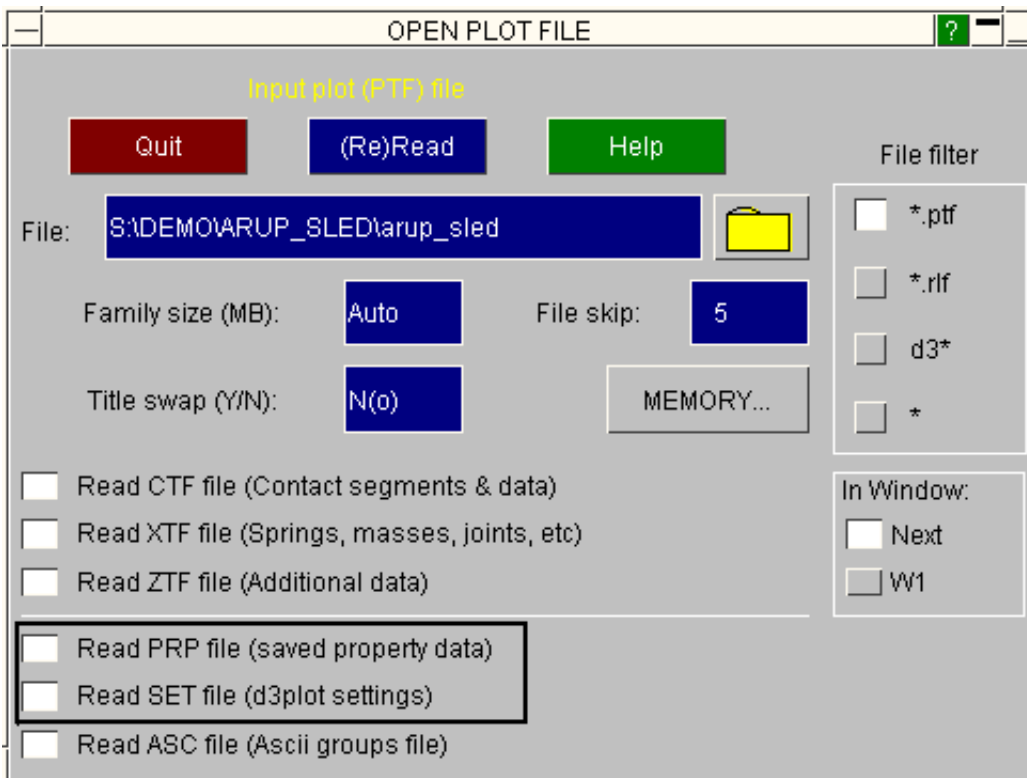 OPEN PLOT FILE ?
Input plot (PTF) file
Quit (Re)Read Help
File filter
File: S:\DEMO\ARUP_SLED\arup_sled
*.ptf
*.rlf
Family size (MB): Auto File skip: 5
d3*
Title swap (Y/N): N(o) MEMORY...
*
Read CTF file (Contact segments & data)
In Window:
Read XTF file (Springs, masses, joints, etc)
Next
Read ZTF file (Additional data)
W1
Read PRP file (saved property data)
Read SET file (d3plot settings)
Read ASC file (Ascii groups file)